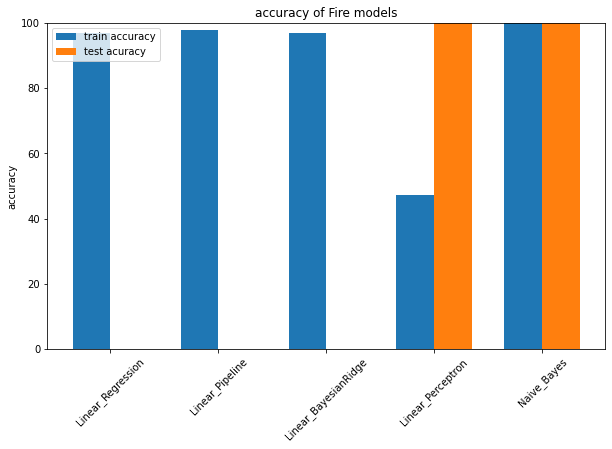 accuracy of Fire models
train accuracy
test acuracy
accuracy
100
80
60
40
20
0
Linear_Regression
Linear_Pipeline
Linear_BayesianRidge
Linear_Perceptron
Naive_Bayes